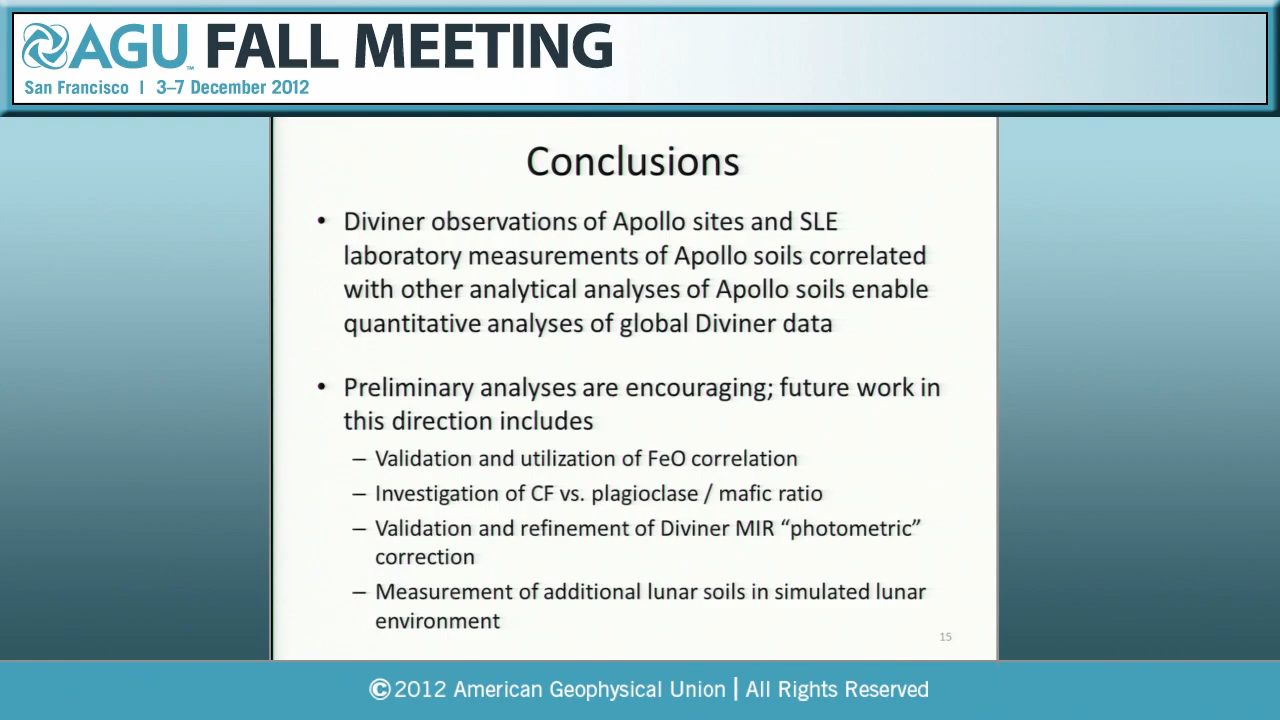 AGU™ FALL MEETING
San Francisco | 3–7 December 2012
Conclusions
• Diviner observations of Apollo sites and SLE
laboratory measurements of Apollo soils correlated
with other analytical analyses of Apollo soils enable
quantitative analyses of global Diviner data
• Preliminary analyses are encouraging; future work in
this direction includes
– Validation and utilization of FeO correlation
– Investigation of CF vs. plagioclase / mafic ratio
– Validation and refinement of Diviner MIR “photometric”
correction
– Measurement of additional lunar soils in simulated lunar
environment
15
©2012 American Geophysical Union | All Rights Reserved